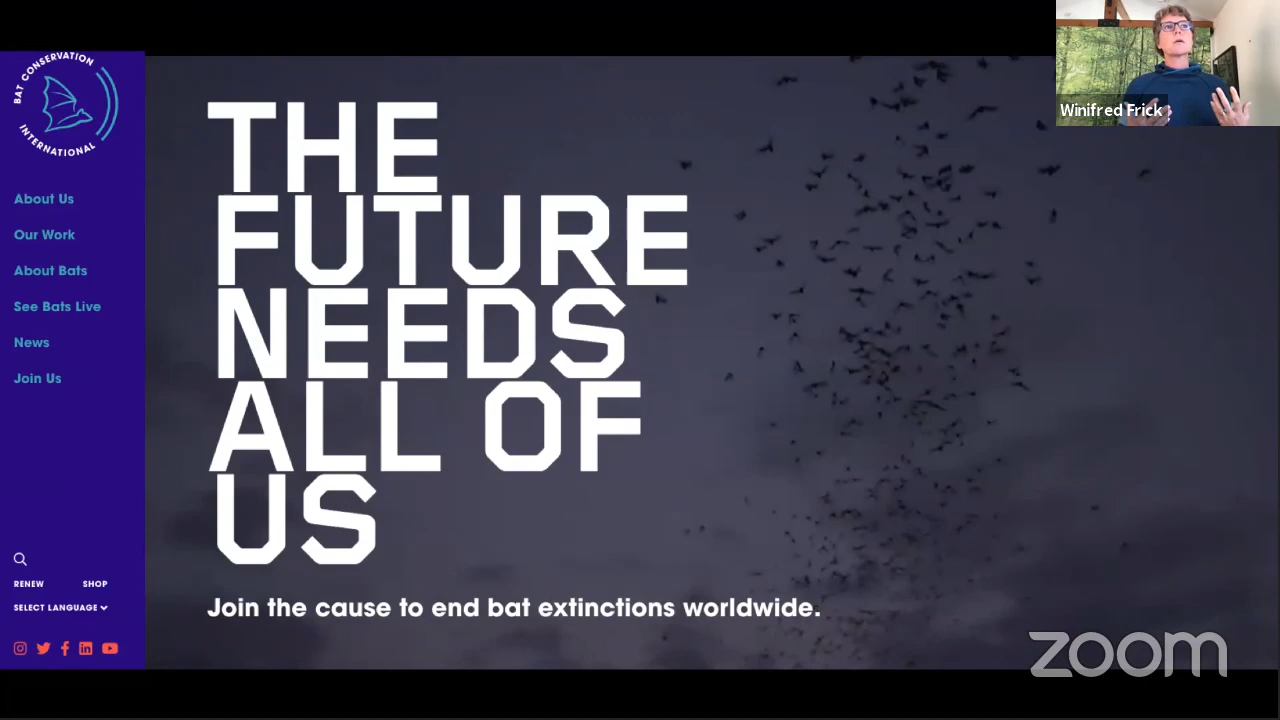 BAT CONSERVATION
INTERNATIONAL
About Us
Our Work
About Bats
See Bats Live
News
Join Us
RENEW SHOP
SELECT LANGUAGE
THE
FUTURE
NEEDS
ALL OF
US
Join the cause to end bat extinctions worldwide.
Winifred Frick
zoom